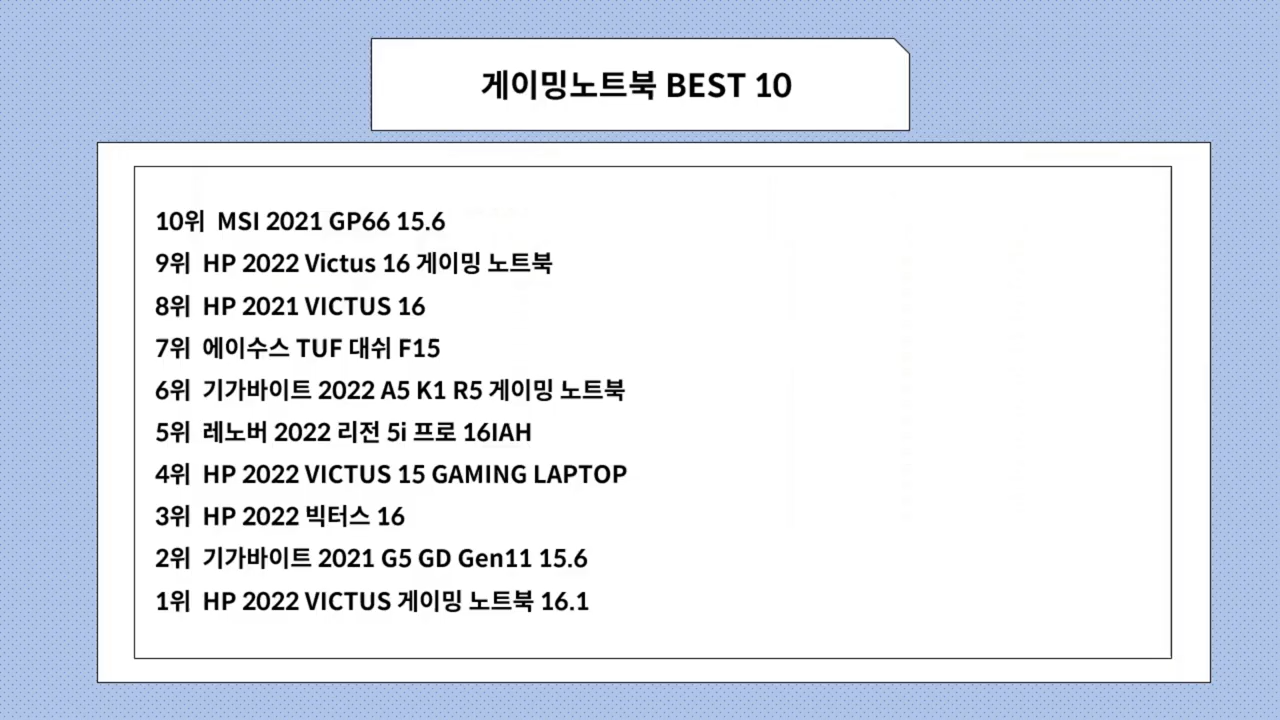 게이밍노트북 BEST 10
10위 MSI 2021 GP66 15.6
9위 HP 2022 Victus 16 게이밍 노트북
8위 HP 2021 VICTUS 16
7위 에이수스 TUF 대쉬 F15
6위 기가바이트 2022 A5 K1 R5 게이밍 노트북
5위 레노버 2022 리전 5i 프로 16IAH
4위 HP 2022 VICTUS 15 GAMING LAPTOP
3위 HP 2022 빅터스 16
2위 기가바이트 2021 G5 GD Gen11 15.6
1위 HP 2022 VICTUS 게이밍 노트북 16.1